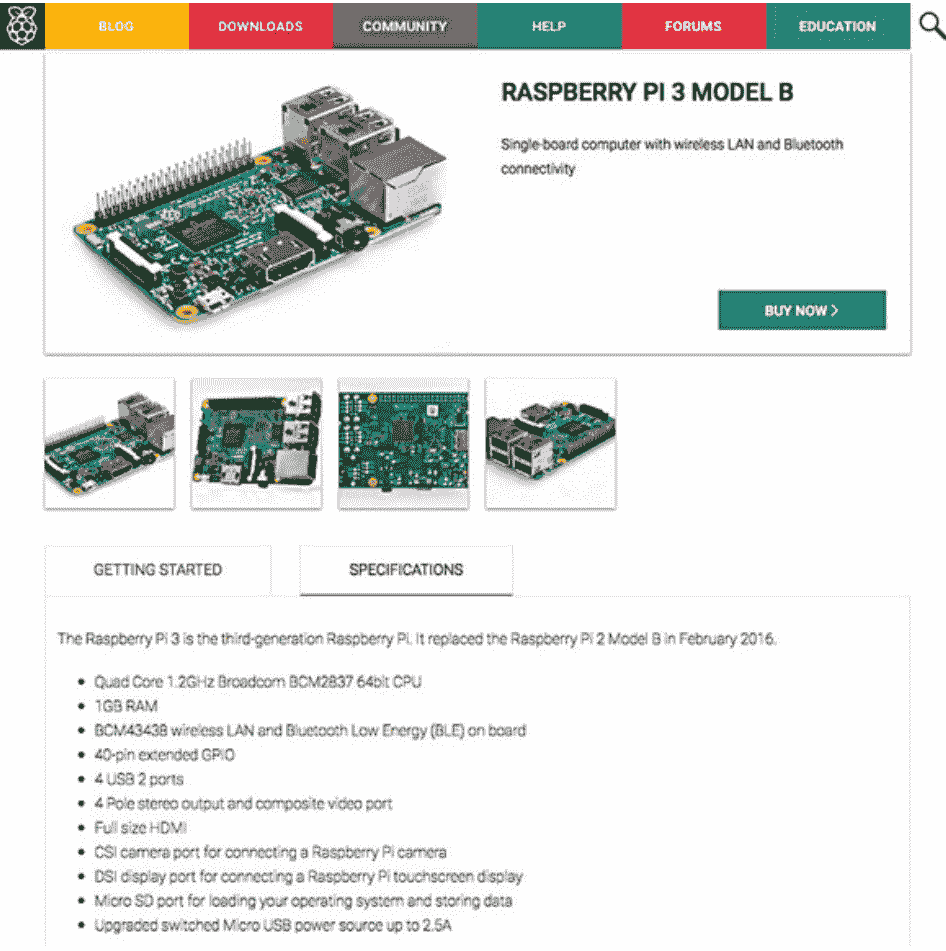 BLOG DOWNLOADS COMMUNITY HELP FORUMS EDUCATION
RASPBERRY PI 3 MODEL B
Single-board computer with wireless LAN and Bluetooth
connectivity
BUY NOW >
GETTING STARTED SPECIFICATIONS
The Raspberry Pi 3 is the third-generation Raspberry Pi. It replaced the Raspberry Pi 2 Model B in February 2016.
• Quad Core 1.2GHz Broadcom BCM2837 64bit CPU
• 1GB RAM
• BCM43438 wireless LAN and Bluetooth Low Energy (BLE) on board
• 40-pin extended GPIO
• 4 USB 2 ports
• 4 Pole stereo output and composite video port
• Full size HDMI
• CSI camera port for connecting a Raspberry Pi camera
• DSI display port for connecting a Raspberry Pi touchscreen display
• Micro SD port for loading your operating system and storing data
• Upgraded switched Micro USB power source up to 2.5A